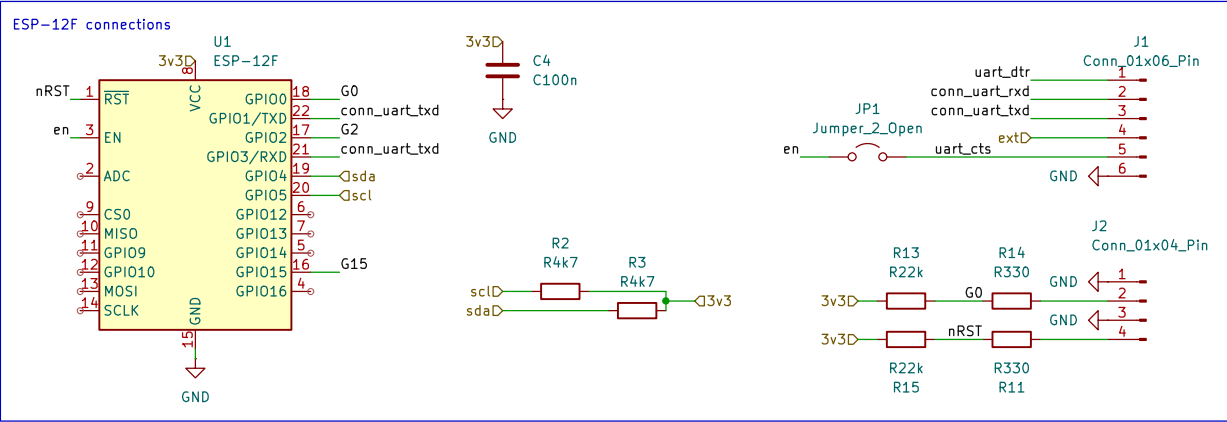 ESP-12F connections
U1
ESP-12F
3v3
8
VCC
nRST
1
RST
en
3
EN
2
ADC
9
CS0
10
MISO
11
GPIO9
12
GPIO10
13
MOSI
14
SCLK
GPIO0
18
G0
GPIO1/TXD
22
conn_uart_txd
GPIO2
17
G2
GPIO3/RXD
21
conn_uart_txd
GPIO4
19
sda
GPIO5
20
scl
GPIO12
6
GPIO13
7
GPIO14
5
GPIO15
16
G15
GPIO16
4
GND
15
GND
3v3
C4
C100n
GND
R2
R4k7
R3
R4k7
scl
sda
3v3
J1
Conn_01x06_Pin
uart_dtr
1
conn_uart_rxd
2
conn_uart_txd
3
ext
4
JP1
Jumper_2_Open
en
uart_cts
5
GND
6
J2
Conn_01x04_Pin
GND
1
R13
R22k
R14
R330
3v3
G0
2
GND
3
3v3
nRST
4
R22k
R15
R330
R11